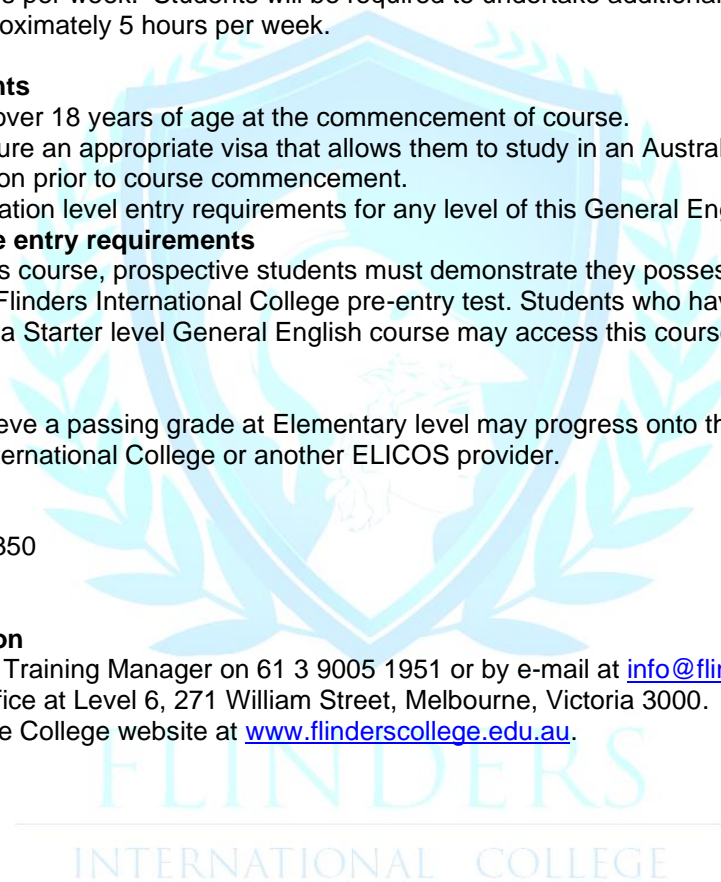 s per week. Students will be required to undertake additional
oximately 5 hours per week.
nts
over 18 years of age at the commencement of course.
ure an appropriate visa that allows them to study in an Austral
on prior to course commencement.
ation level entry requirements for any level of this General Eng
e entry requirements
s course, prospective students must demonstrate they posses
Flinders International College pre-entry test. Students who hav
a Starter level General English course may access this course
eve a passing grade at Elementary level may progress onto th
ernational College or another ELICOS provider.
350
on
Training Manager on 61 3 9005 1951 or by e-mail at info@flin
fice at Level 6, 271 William Street, Melbourne, Victoria 3000.
e College website at www.flinderscollege.edu.au.
FLINDERS
INTERNATIONAL COLLEGE